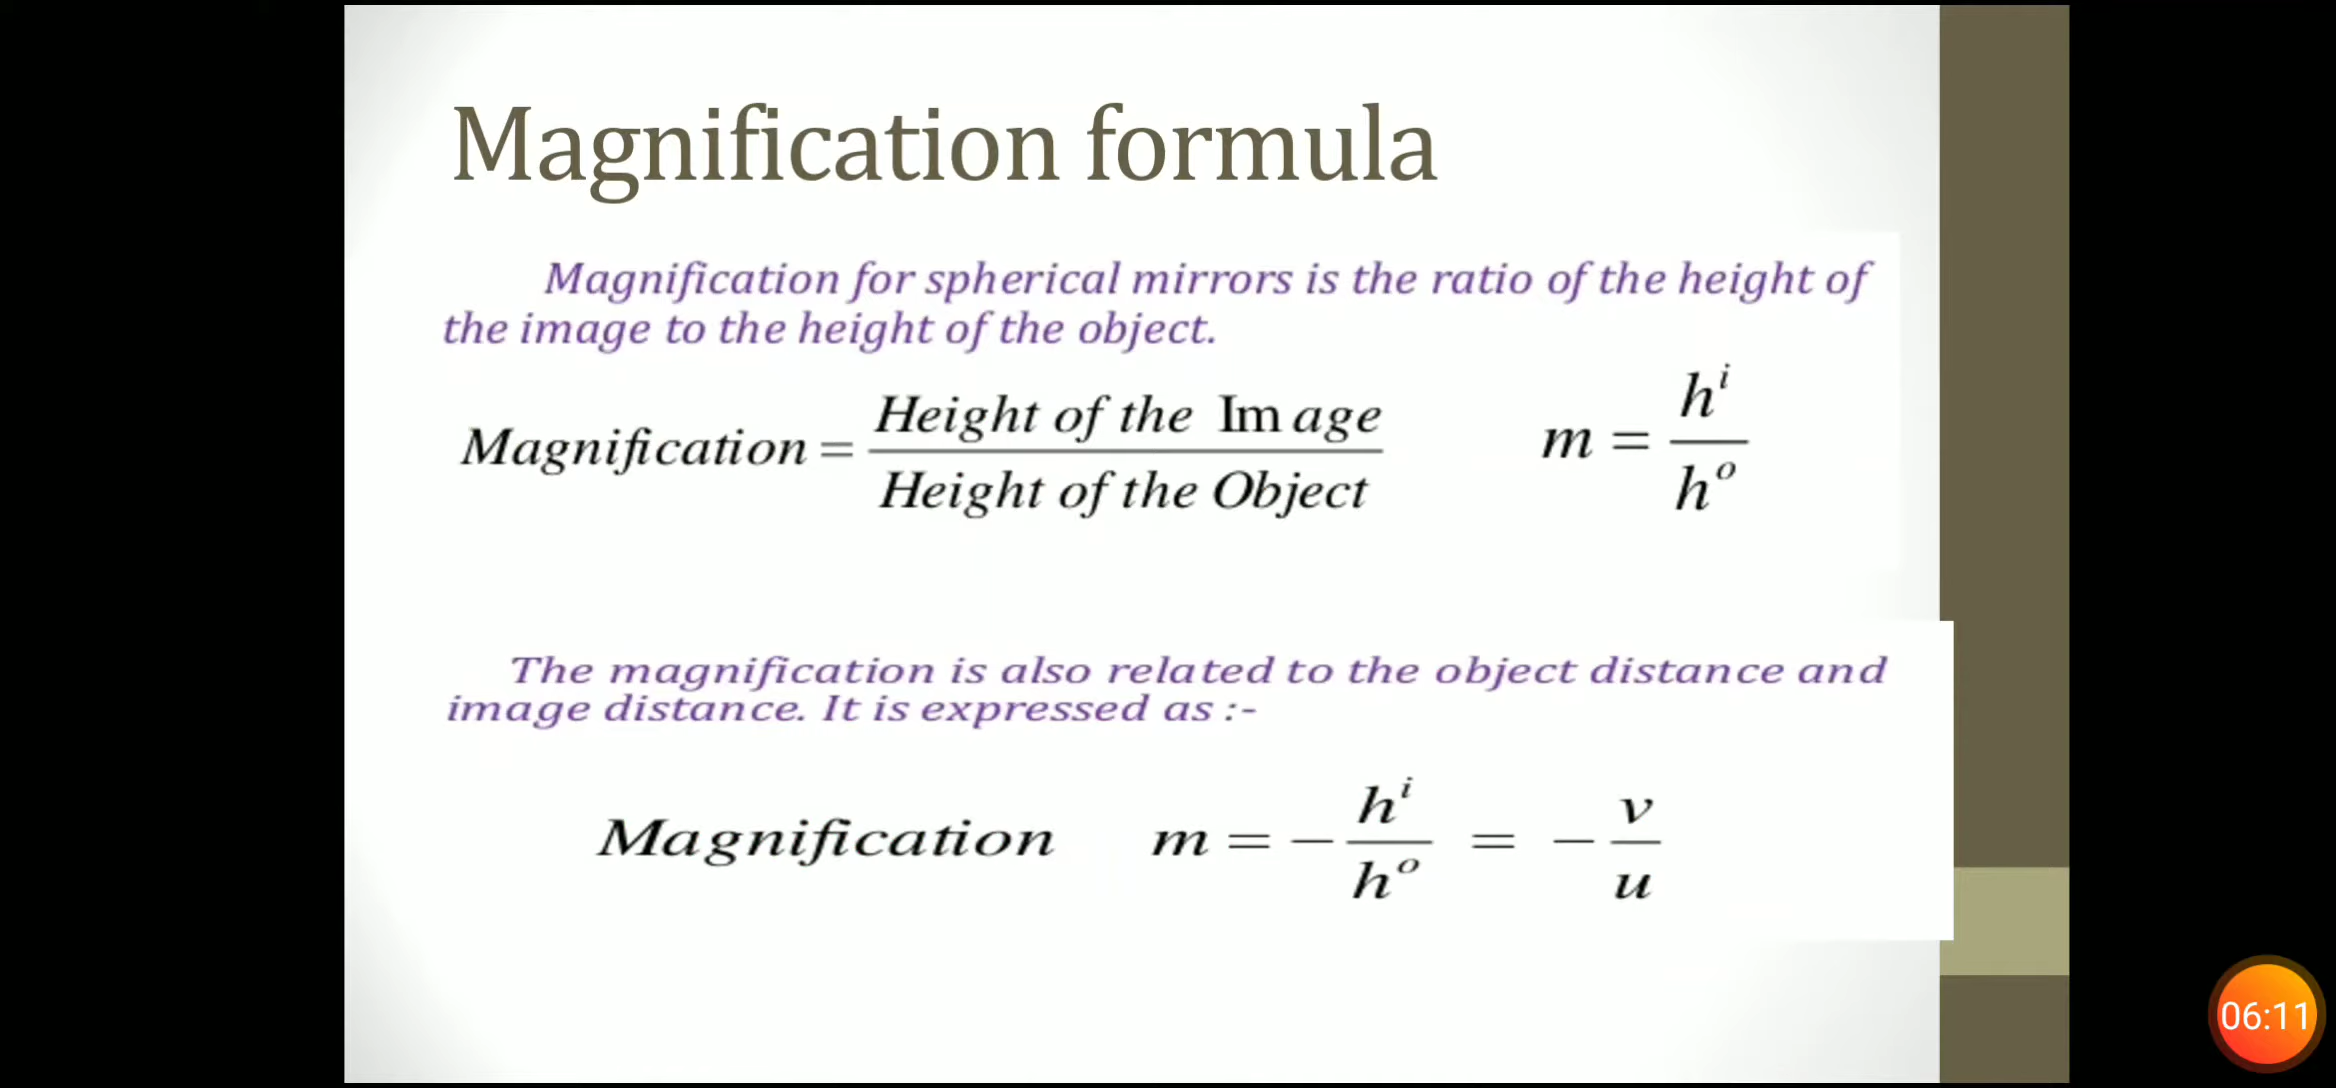 Magnification formula
Magnification for spherical mirrors is the ratio of the height of
the image to the height of the object.
Magnification = Height of the Image / Height of the Object    m = h^i / h^o
The magnification is also related to the object distance and
image distance. It is expressed as :-
Magnification    m = - h^i / h^o = - v / u
06:11